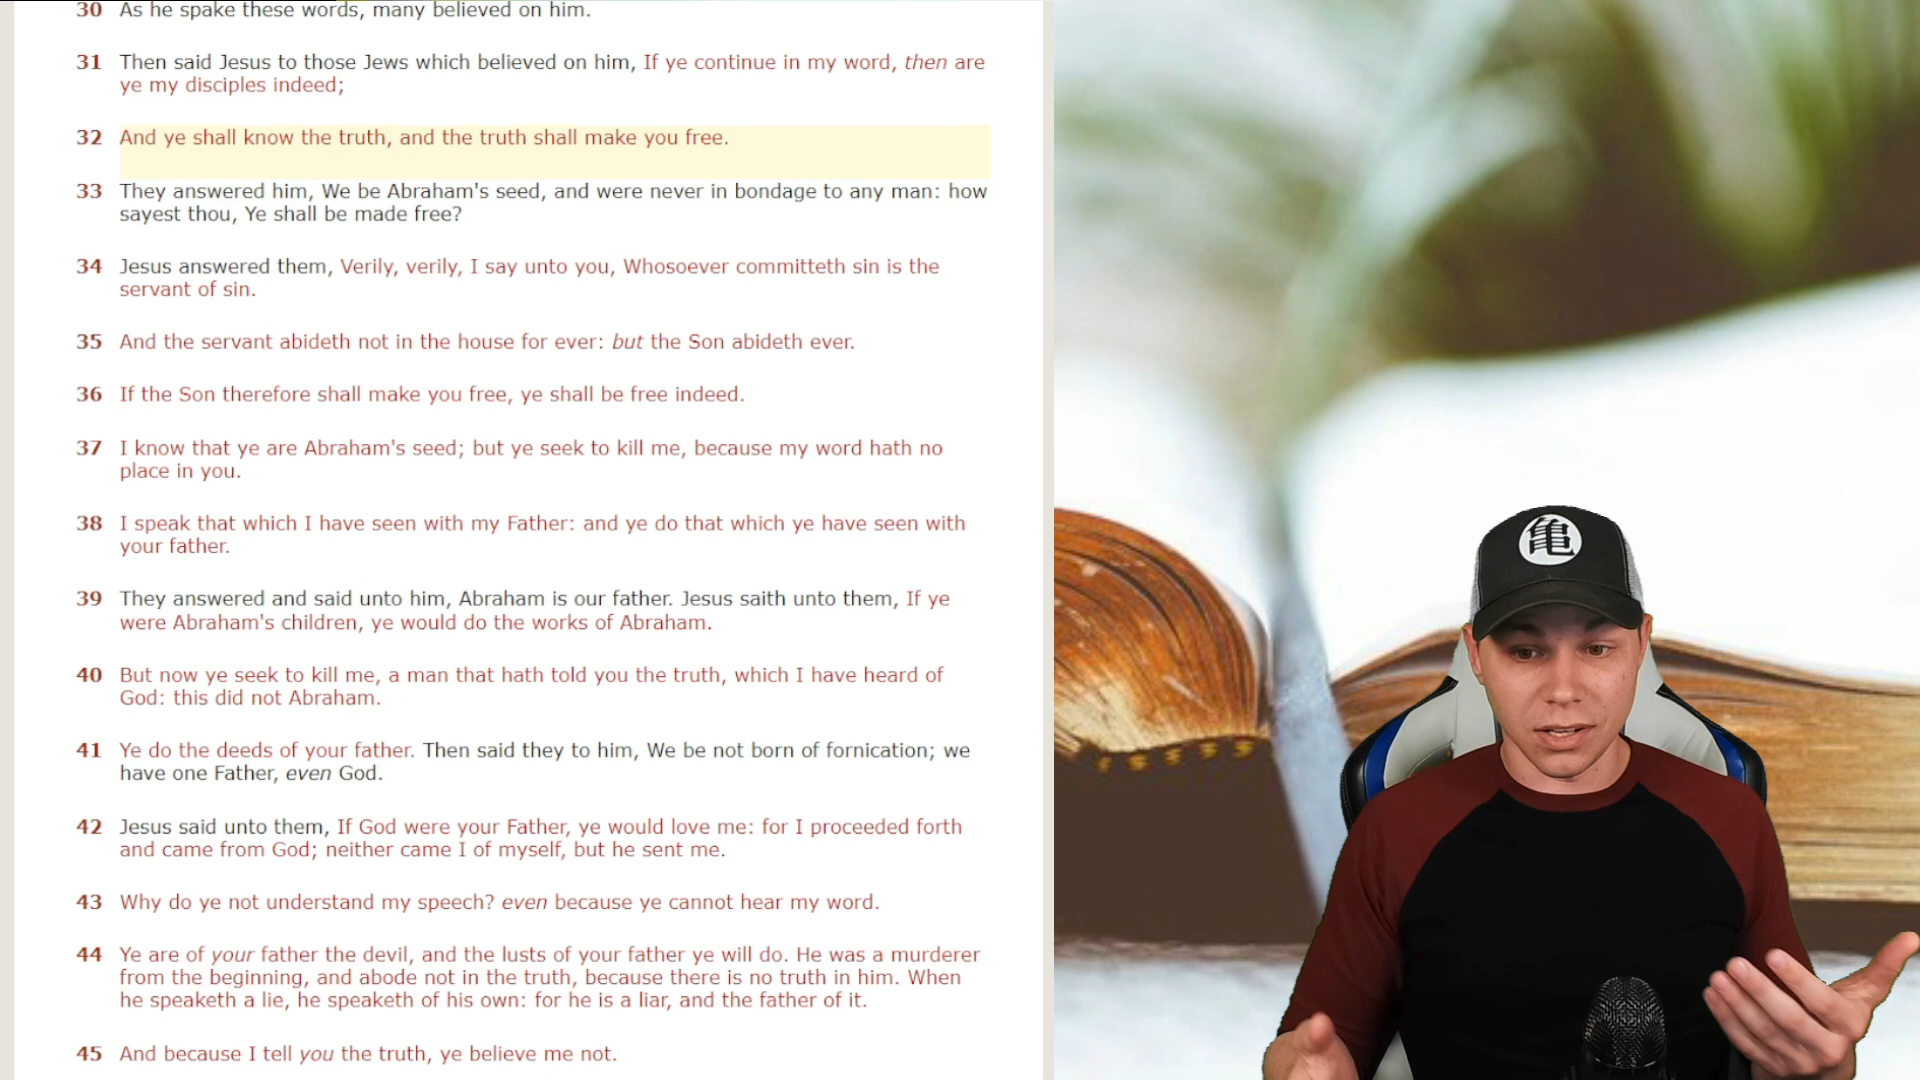 30 As he spake these words, many believed on him.
31 Then said Jesus to those Jews which believed on him, If ye continue in my word, then are
ye my disciples indeed;
32 And ye shall know the truth, and the truth shall make you free.
33 They answered him, We be Abraham's seed, and were never in bondage to any man: how
sayest thou, Ye shall be made free?
34 Jesus answered them, Verily, verily, I say unto you, Whosoever committeth sin is the
servant of sin.
35 And the servant abideth not in the house for ever: but the Son abideth ever.
36 If the Son therefore shall make you free, ye shall be free indeed.
37 I know that ye are Abraham's seed; but ye seek to kill me, because my word hath no
place in you.
38 I speak that which I have seen with my Father: and ye do that which ye have seen with
your father.
39 They answered and said unto him, Abraham is our father. Jesus saith unto them, If ye
were Abraham's children, ye would do the works of Abraham.
40 But now ye seek to kill me, a man that hath told you the truth, which I have heard of
God: this did not Abraham.
41 Ye do the deeds of your father. Then said they to him, We be not born of fornication; we
have one Father, even God.
42 Jesus said unto them, If God were your Father, ye would love me: for I proceeded forth
and came from God; neither came I of myself, but he sent me.
43 Why do ye not understand my speech? even because ye cannot hear my word.
44 Ye are of your father the devil, and the lusts of your father ye will do. He was a murderer
from the beginning, and abode not in the truth, because there is no truth in him. When
he speaketh a lie, he speaketh of his own: for he is a liar, and the father of it.
45 And because I tell you the truth, ye believe me not.
亀